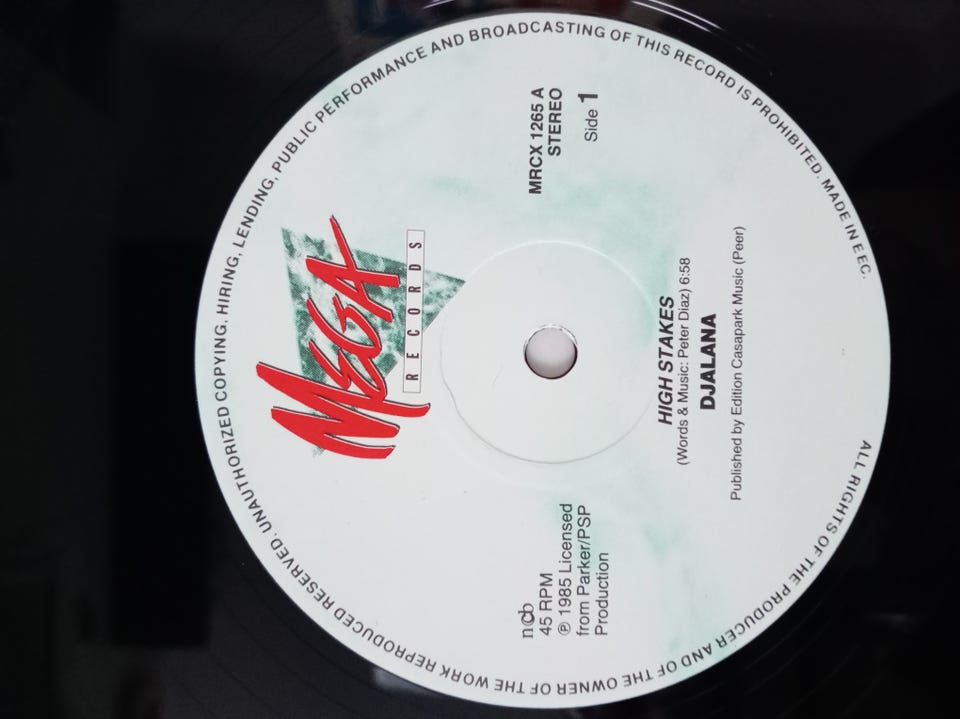 MEGA
RECORDS
MRCX 1265 A
STEREO
Side 1
ncb
45 RPM
℗ 1985 Licensed
from Parker/PSP
Production
HIGH STAKES
(Words & Music: Peter Diaz) 6:58
DJALANA
Published by Edition Casapark Music (Peer)
ALL RIGHTS OF THE PRODUCER AND OF THE OWNER OF THE WORK REPRODUCED RESERVED. UNAUTHORIZED COPYING, HIRING, LENDING, PUBLIC PERFORMANCE AND BROADCASTING OF THIS RECORD IS PROHIBITED. MADE IN EEC.